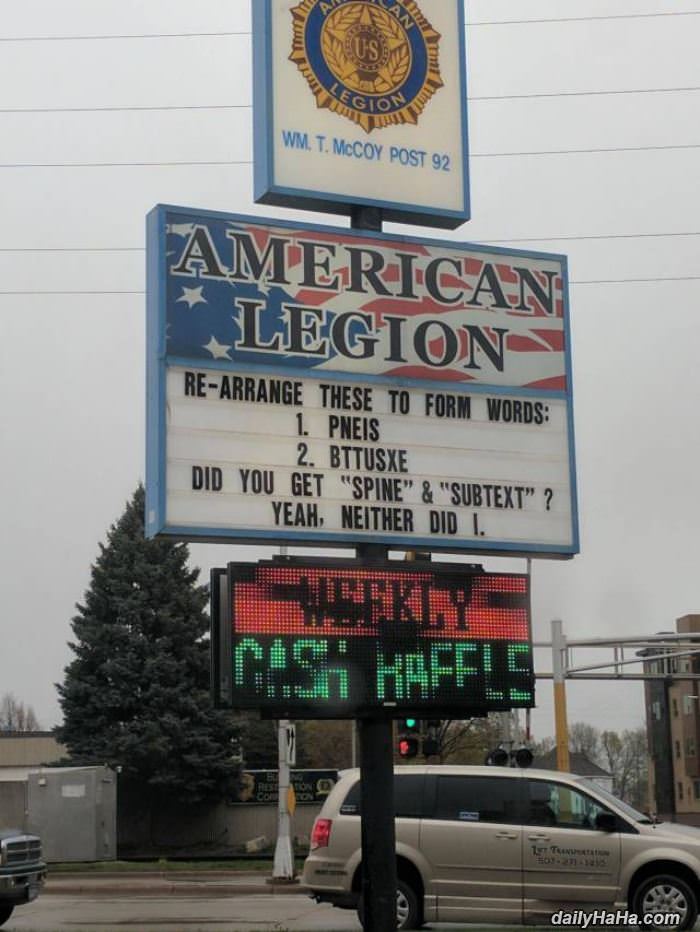 AMERICAN
U S
LEGION
WM. T. McCOY POST 92
AMERICAN
LEGION
RE-ARRANGE THESE TO FORM WORDS:
1. PNEIS
2. BTTUSXE
DID YOU GET "SPINE" & "SUBTEXT" ?
YEAH, NEITHER DID I.
WEEKLY
CASH RAFFLE
TRANSPORTATION
dailyHaHa.com